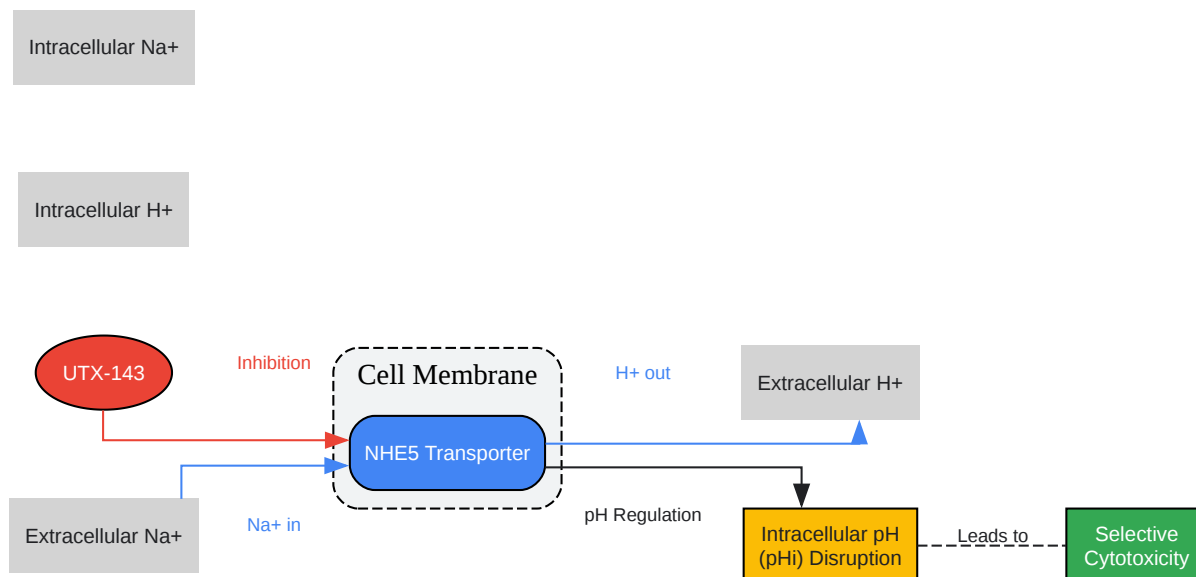 Intracellular Na+
Intracellular H+
UTX-143
Inhibition
Cell Membrane
H+ out
Extracellular H+
NHE5 Transporter
Extracellular Na+
Na+ in
pH Regulation
Intracellular pH
(pHi) Disruption
Leads to
Selective
Cytotoxicity